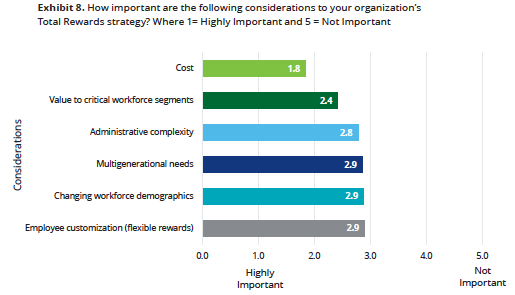 Exhibit 8. How important are the following considerations to your organization's
Total Rewards strategy? Where 1= Highly Important and 5 = Not Important
Considerations
Cost 1.8
Value to critical workforce segments 2.4
Administrative complexity 2.8
Multigenerational needs 2.9
Changing workforce demographics 2.9
Employee customization (flexible rewards) 2.9
0.0 1.0 2.0 3.0 4.0 5.0
Highly Not
Important Important